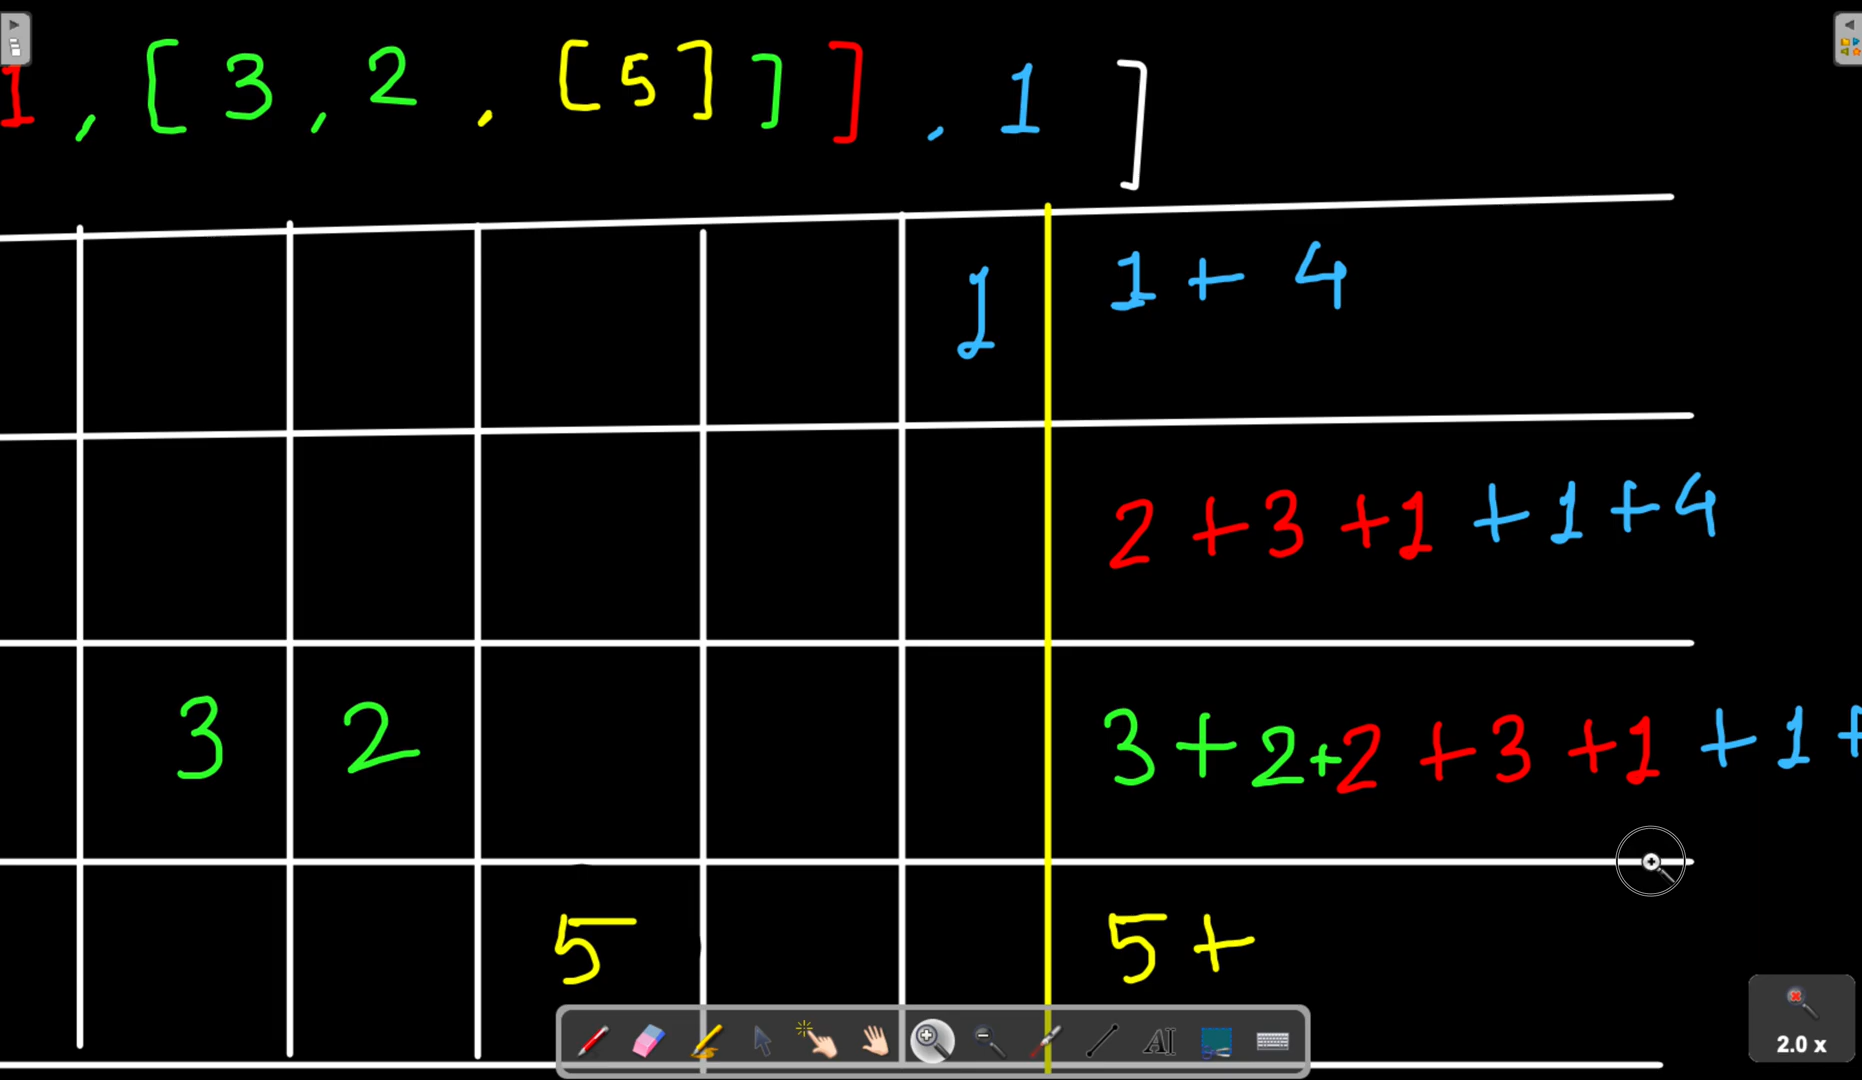 1 , [ 3 , 2 , [ 5 ] ] ] , 1 ]
1 1 + 4
2 + 3 + 1 + 1 + 4
3 2 3 + 2 + 2 + 3 + 1 + 1 +
5 5 +
AI
2.0 x